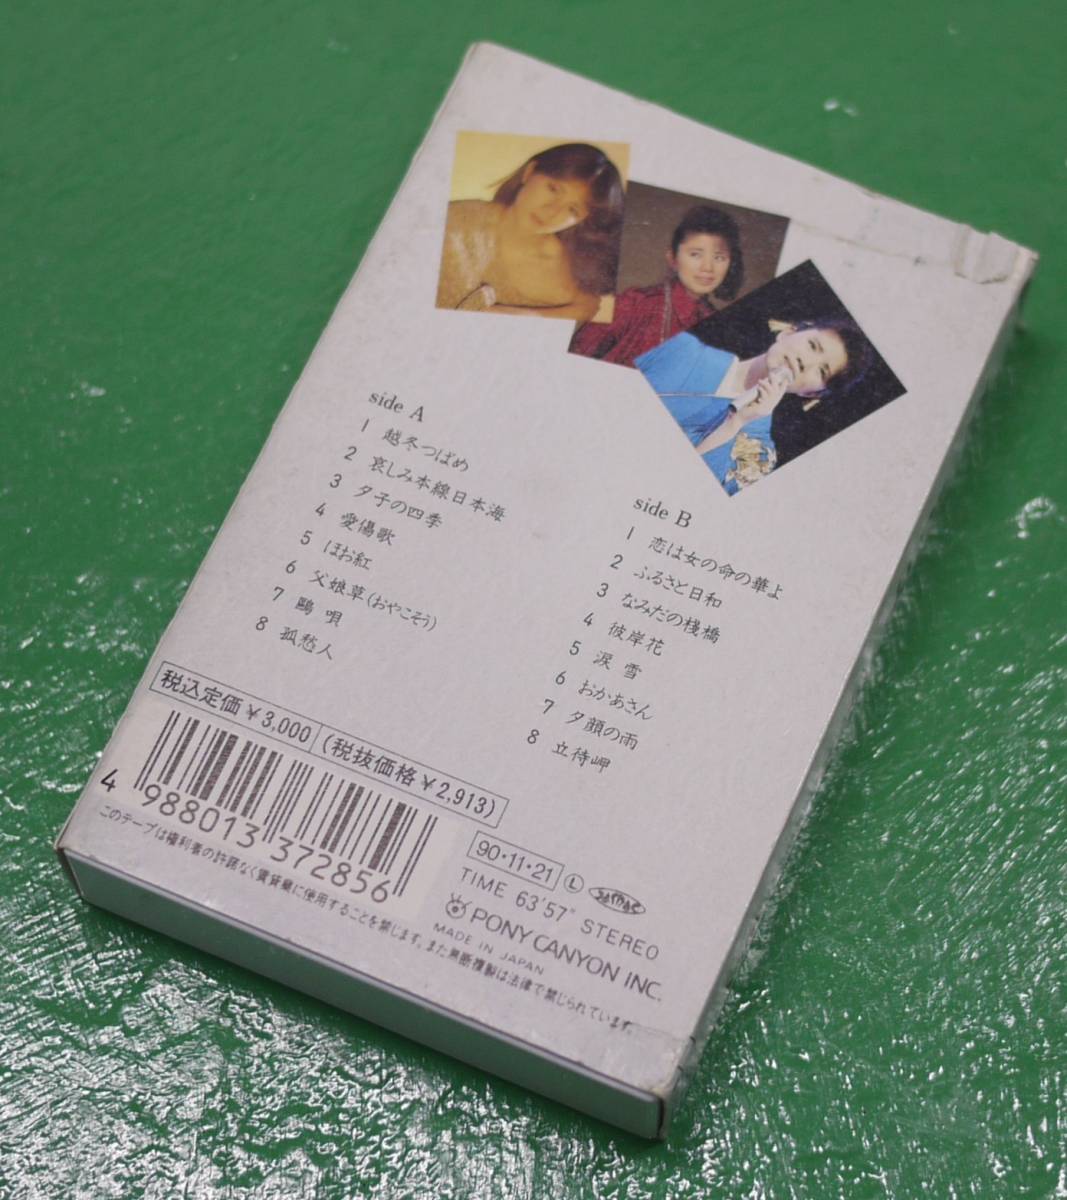 side A
1 越冬つばめ
2 哀しみ本線日本海
3 夕子の四季
4 愛傷歌
5 ほお紅
6 父娘草(おやこそう)
7 鷗 唄
8 孤愁人
side B
1 恋は女の命の華よ
2 ふるさと日和
3 なみだの桟橋
4 彼岸花
5 涙 雪
6 おかあさん
7 夕顔の雨
8 立待岬
税込定価¥3,000 (税抜価格¥2,913)
4 988013 372856
90・11・21 Ⓛ
TIME 63'57" STEREO
PONY CANYON INC.
MADE IN JAPAN
このテープは権利者の許諾なく賃貸業に使用することを禁じます。また無断複製は法律で禁じられています。